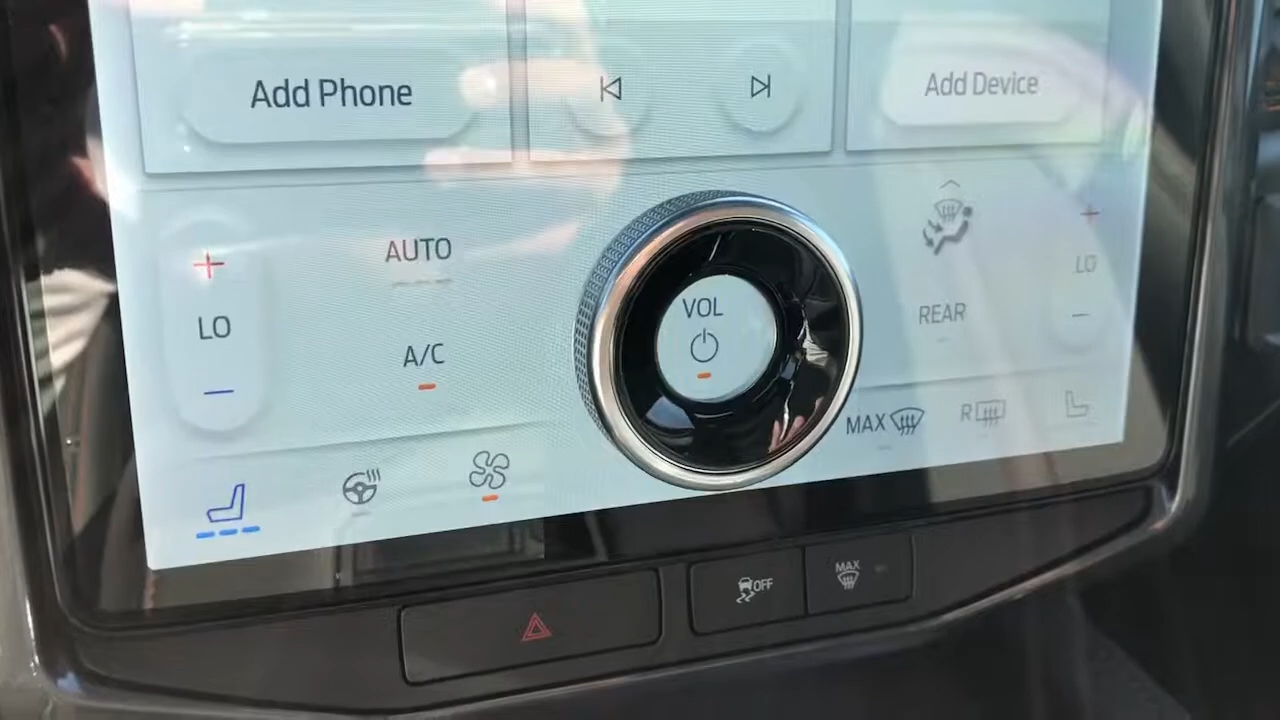 Add Phone
Add Device
AUTO
LO
A/C
VOL
REAR
LO
MAX
R
OFF
MAX